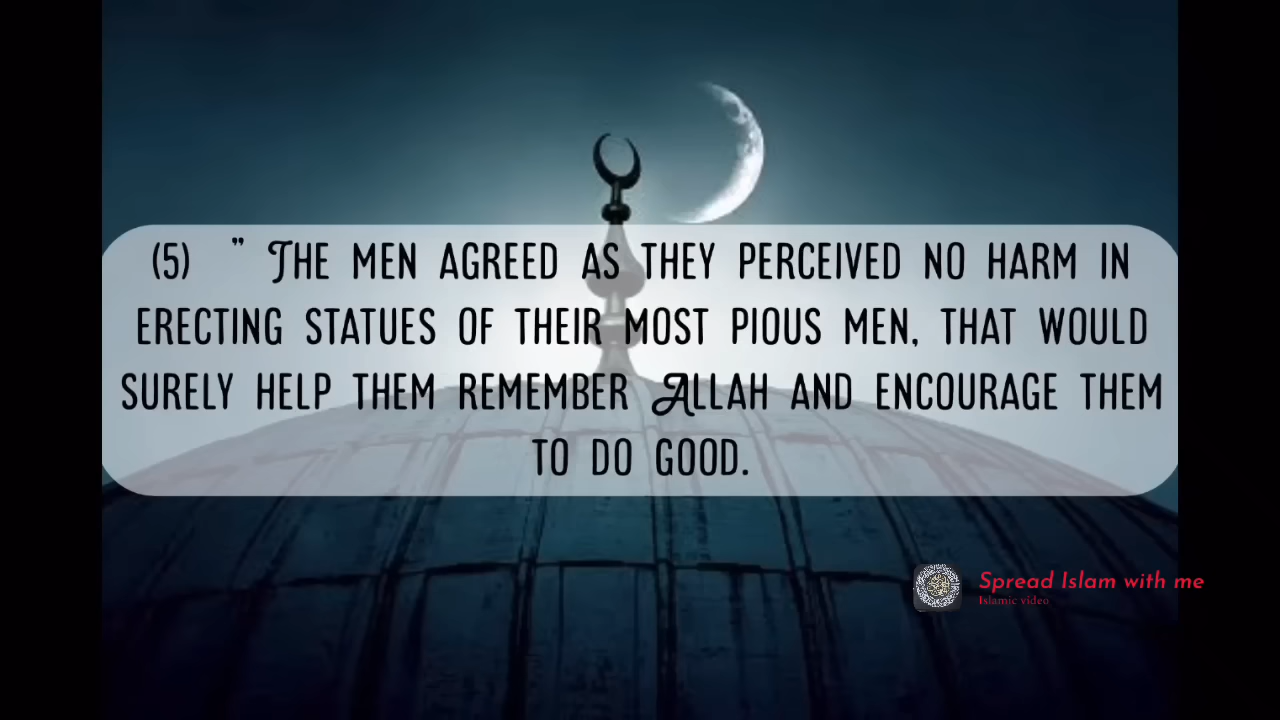 (5) " The men agreed as they perceived no harm in
erecting statues of their most pious men, that would
surely help them remember Allah and encourage them
to do good.
Spread Islam with me
Islamic video